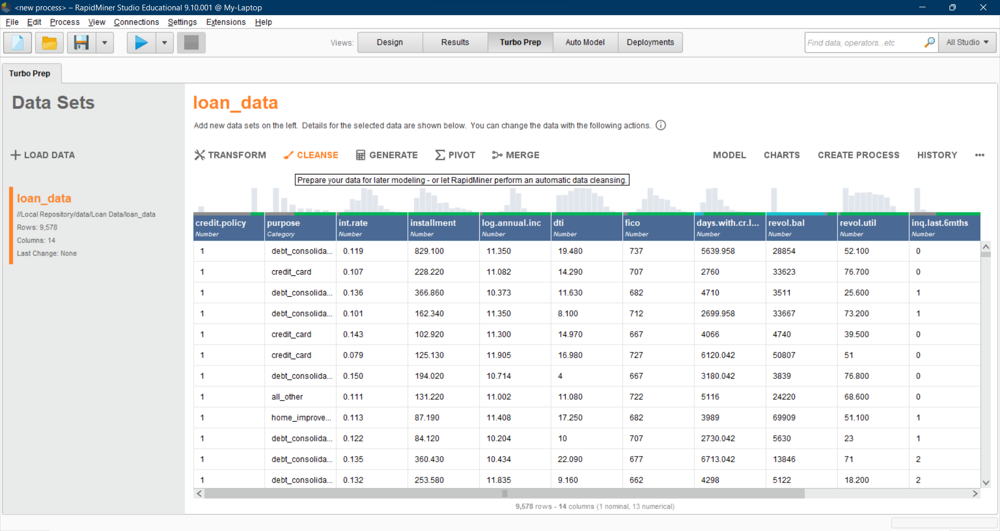 <new process> – RapidMiner Studio Educational 9.10.001 @ My-Laptop
File Edit Process View Connections Settings Extensions Help
Views: Design Results Turbo Prep Auto Model Deployments Find data, operators...etc All Studio
Turbo Prep
Data Sets
loan_data
Add new data sets on the left. Details for the selected data are shown below. You can change the data with the following actions.
LOAD DATA
TRANSFORM CLEANSE GENERATE PIVOT MERGE MODEL CHARTS CREATE PROCESS HISTORY •••
Prepare your data for later modeling - or let RapidMiner perform an automatic data cleansing.
loan_data
//Local Repository/data/Loan Data/loan_data
Rows: 9,578
Columns: 14
Last Change: None
credit.policy purpose int.rate installment log.annual.inc dti fico days.with.cr.l... revol.bal revol.util inq.last.6mths
Number Category Number Number Number Number Number Number Number Number Number
1 debt_consolida... 0.119 829.100 11.350 19.480 737 5639.958 28854 52.100 0
1 credit_card 0.107 228.220 11.082 14.290 707 2760 33623 76.700 0
1 debt_consolida... 0.136 366.860 10.373 11.630 682 4710 3511 25.600 1
1 debt_consolida... 0.101 162.340 11.350 8.100 712 2699.958 33667 73.200 1
1 credit_card 0.143 102.920 11.300 14.970 667 4066 4740 39.500 0
1 credit_card 0.079 125.130 11.905 16.980 727 6120.042 50807 51 0
1 debt_consolida... 0.150 194.020 10.714 4 667 3180.042 3839 76.800 0
1 all_other 0.111 131.220 11.002 11.080 722 5116 24220 68.600 0
1 home_improve... 0.113 87.190 11.408 17.250 682 3989 69909 51.100 1
1 debt_consolida... 0.122 84.120 10.204 10 707 2730.042 5630 23 1
1 debt_consolida... 0.135 360.430 10.434 22.090 677 6713.042 13846 71 2
1 debt_consolida... 0.132 253.580 11.835 9.160 662 4298 5122 18.200 2
9,578 rows - 14 columns (1 nominal, 13 numerical)